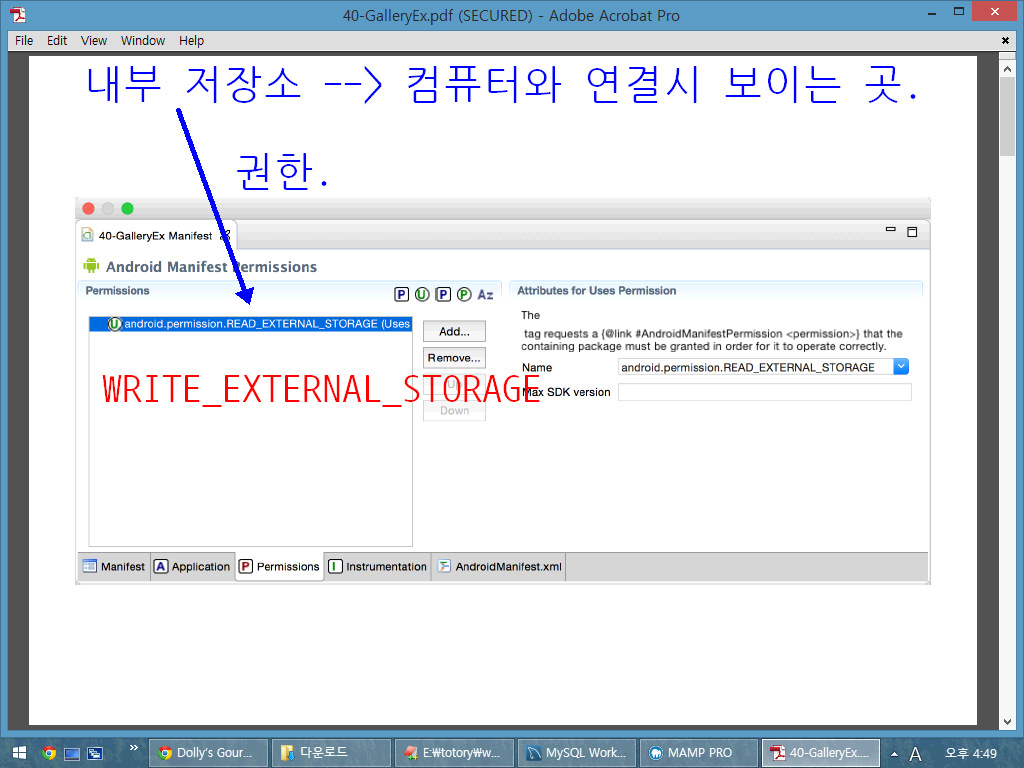 40-GalleryEx.pdf (SECURED) - Adobe Acrobat Pro
File Edit View Window Help
내부 저장소 --> 컴퓨터와 연결시 보이는 곳.
권한.
40-GalleryEx Manifest
Android Manifest Permissions
Permissions
P U P P Az
Attributes for Uses Permission
U android.permission.READ_EXTERNAL_STORAGE (Uses
Add...
Remove...
Up
Down
The
tag requests a {@link #AndroidManifestPermission <permission>} that the
containing package must be granted in order for it to operate correctly.
Name android.permission.READ_EXTERNAL_STORAGE
Max SDK version
WRITE_EXTERNAL_STORAGE
Manifest A Application P Permissions I Instrumentation AndroidManifest.xml
Dolly's Gour... 다운로드 E:₩totory₩w... MySQL Work... MAMP PRO 40-GalleryEx.... A 오후 4:49